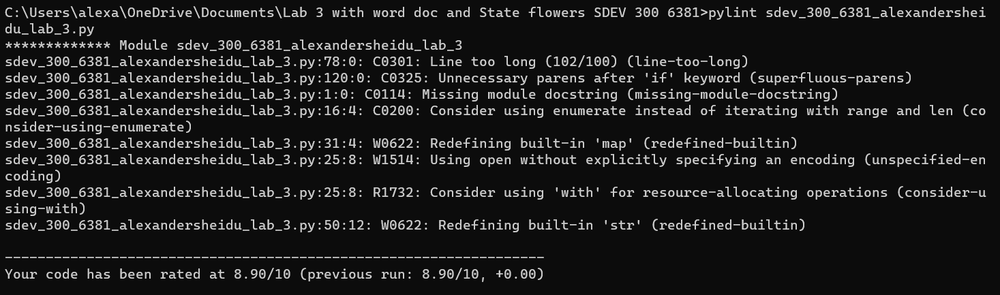 C:\Users\alexa\OneDrive\Documents\Lab 3 with word doc and State flowers SDEV 300 6381>pylint sdev_300_6381_alexandershei
du_lab_3.py
************* Module sdev_300_6381_alexandersheidu_lab_3
sdev_300_6381_alexandersheidu_lab_3.py:78:0: C0301: Line too long (102/100) (line-too-long)
sdev_300_6381_alexandersheidu_lab_3.py:120:0: C0325: Unnecessary parens after 'if' keyword (superfluous-parens)
sdev_300_6381_alexandersheidu_lab_3.py:1:0: C0114: Missing module docstring (missing-module-docstring)
sdev_300_6381_alexandersheidu_lab_3.py:16:4: C0200: Consider using enumerate instead of iterating with range and len (co
nsider-using-enumerate)
sdev_300_6381_alexandersheidu_lab_3.py:31:4: W0622: Redefining built-in 'map' (redefined-builtin)
sdev_300_6381_alexandersheidu_lab_3.py:25:8: W1514: Using open without explicitly specifying an encoding (unspecified-en
coding)
sdev_300_6381_alexandersheidu_lab_3.py:25:8: R1732: Consider using 'with' for resource-allocating operations (consider-u
sing-with)
sdev_300_6381_alexandersheidu_lab_3.py:50:12: W0622: Redefining built-in 'str' (redefined-builtin)

------------------------------------------------------------------
Your code has been rated at 8.90/10 (previous run: 8.90/10, +0.00)